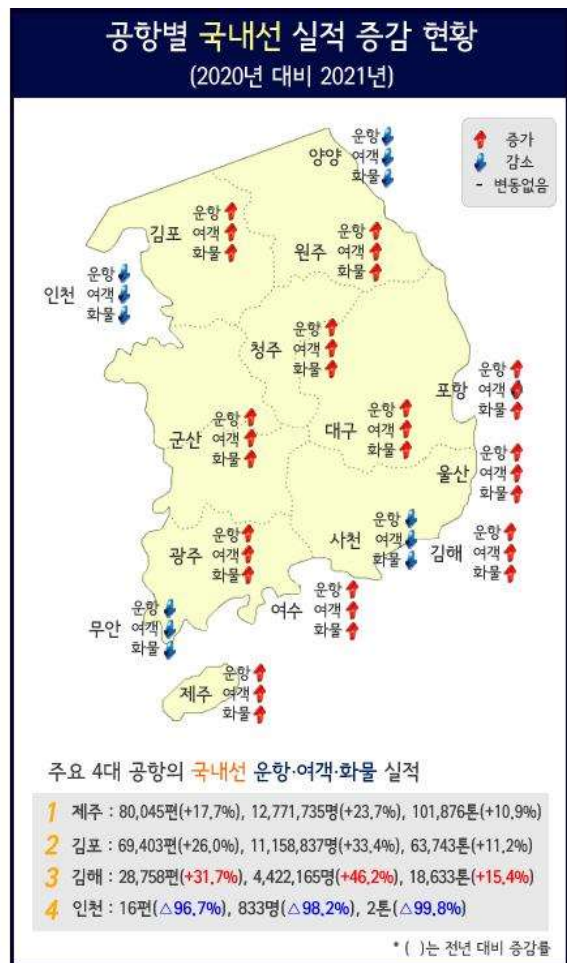 공항별 국내선 실적 증감 현황
(2020년 대비 2021년)
증가
감소
- 변동없음
양양
운항
여객
화물
김포
운항
여객
화물
원주
운항
여객
화물
인천
운항
여객
화물
청주
운항
여객
화물
포항
운항
여객
화물
군산
운항
여객
화물
대구
운항
여객
화물
울산
운항
여객
화물
광주
운항
여객
화물
사천
운항
여객
화물
김해
운항
여객
화물
무안
운항
여객
화물
여수
운항
여객
화물
제주
운항
여객
화물
주요 4대 공항의 국내선 운항·여객·화물 실적
1 제주 : 80,045편(+17.7%), 12,771,735명(+23.7%), 101,876톤(+10.9%)
2 김포 : 69,403편(+26.0%), 11,158,837명(+33.4%), 63,743톤(+11.2%)
3 김해 : 28,758편(+31.7%), 4,422,165명(+46.2%), 18,633톤(+15.4%)
4 인천 : 16편(△96.7%), 833명(△98.2%), 2톤(△99.8%)
* ( )는 전년 대비 증감률